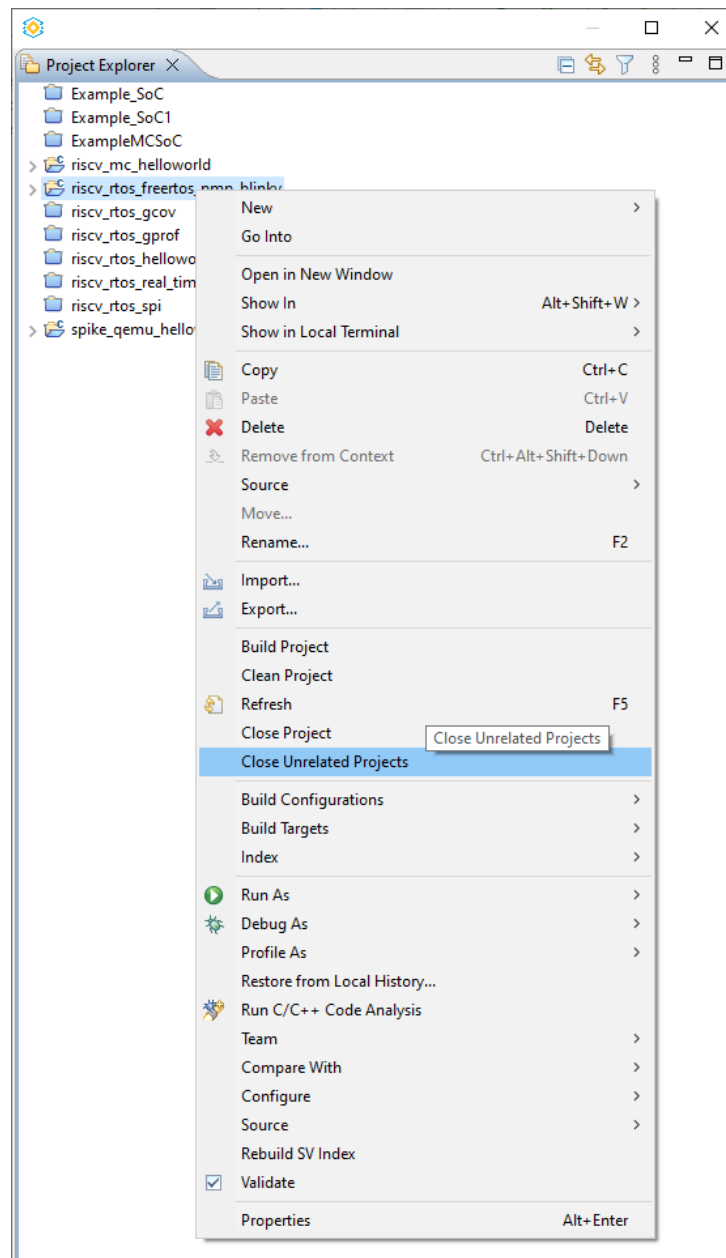 Project Explorer
Example_SoC
Example_SoC1
ExampleMCSoC
riscv_mc_helloworld
riscv_rtos_freertos_pmp_blinky
riscv_rtos_gcov
riscv_rtos_gprof
riscv_rtos_hellowo
riscv_rtos_real_tim
riscv_rtos_spi
spike_qemu_hello
New
Go Into
Open in New Window
Show In Alt+Shift+W
Show in Local Terminal
Copy Ctrl+C
Paste Ctrl+V
Delete Delete
Remove from Context Ctrl+Alt+Shift+Down
Source
Move...
Rename... F2
Import...
Export...
Build Project
Clean Project
Refresh F5
Close Project
Close Unrelated Projects
Close Unrelated Projects
Build Configurations
Build Targets
Index
Run As
Debug As
Profile As
Restore from Local History...
Run C/C++ Code Analysis
Team
Compare With
Configure
Source
Rebuild SV Index
Validate
Properties Alt+Enter